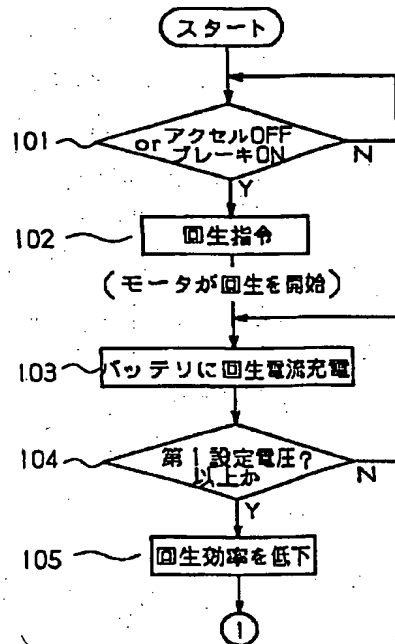 スタート
101
or アクセルOFF
ブレーキON
N
Y
102
回生指令
(モータが回生を開始)
103
バッテリに回生電流充電
104
第1設定電圧?
以上か
N
Y
105
回生効率を低下
1